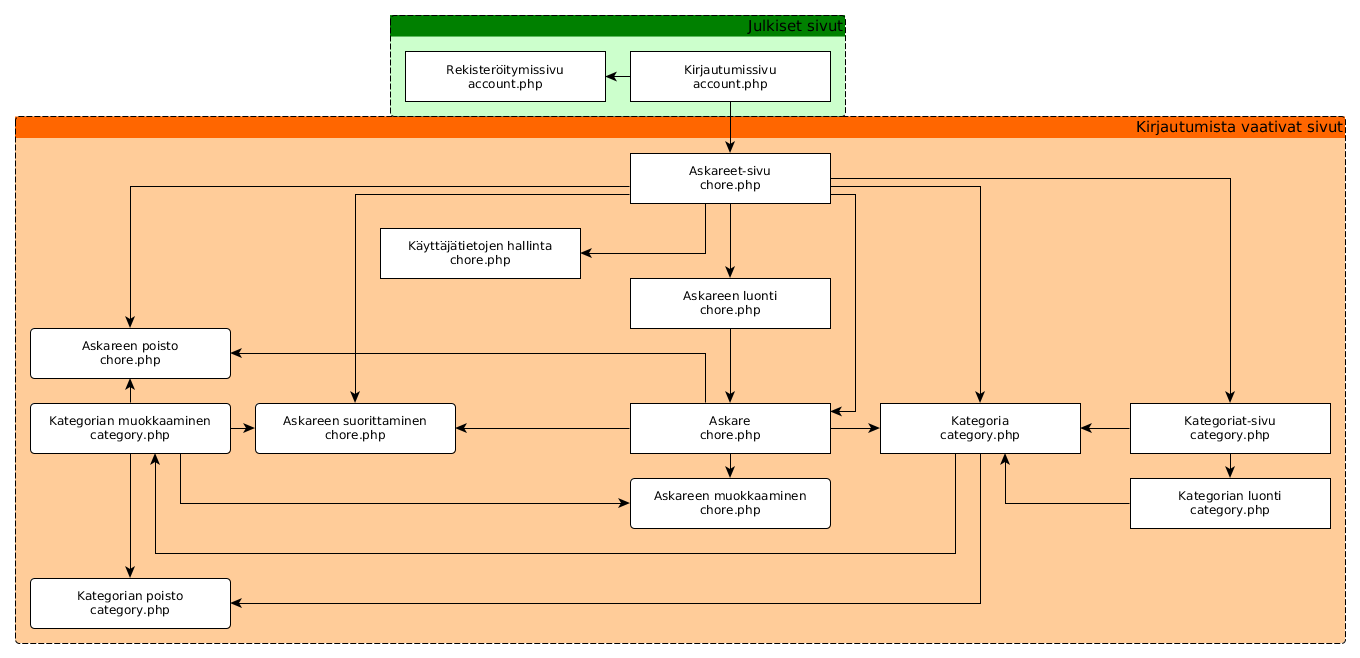 Julkiset sivut
Rekisteröitymissivu
account.php
Kirjautumissivu
account.php
Kirjautumista vaativat sivut
Askareet-sivu
chore.php
Käyttäjätietojen hallinta
chore.php
Askareen luonti
chore.php
Askareen poisto
chore.php
Kategorian muokkaaminen
category.php
Askareen suorittaminen
chore.php
Askare
chore.php
Kategoria
category.php
Kategoriat-sivu
category.php
Askareen muokkaaminen
chore.php
Kategorian luonti
category.php
Kategorian poisto
category.php